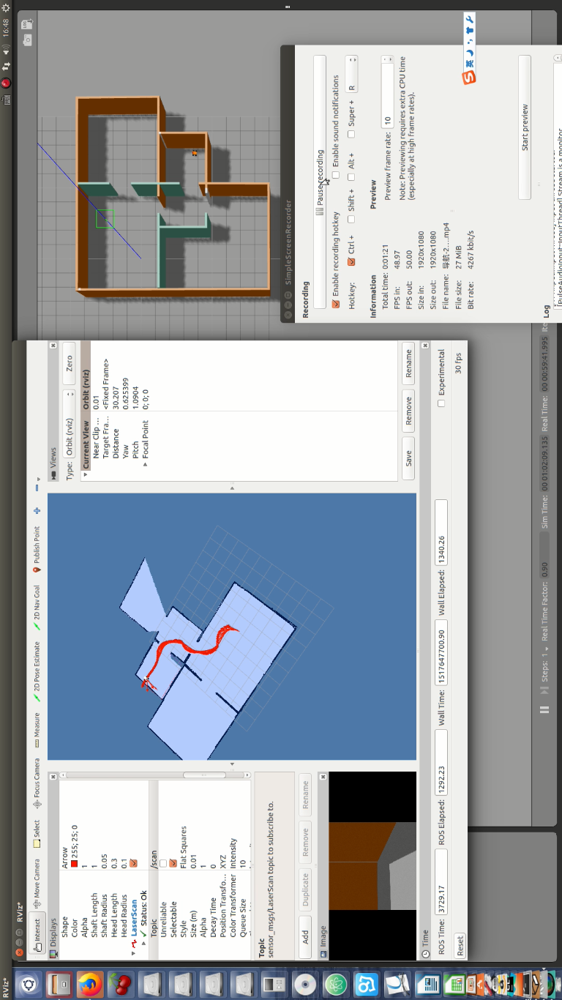 RViz*
16:48
RViz*
Interact
Move Camera
Select
Focus Camera
Measure
2D Pose Estimate
2D Nav Goal
Publish Point
Displays
Shape
Arrow
Color
255; 25; 0
Alpha
1
Shaft Length
1
Shaft Radius
0.05
Head Length
0.3
Head Radius
0.1
LaserScan
Status: Ok
Topic
/scan
Unreliable
Selectable
Style
Flat Squares
Size (m)
0.01
Alpha
1
Decay Time
0
Position Transfo...
XYZ
Color Transformer
Intensity
Queue Size
10
Topic
sensor_msgs/LaserScan topic to subscribe to.
Add
Duplicate
Remove
Rename
Image
Views
Type:
Orbit (rviz)
Zero
Current View
Orbit (rviz)
Near Clip ...
0.01
Target Fra...
<Fixed Frame>
Distance
30.207
Yaw
0.625399
Pitch
1.0904
Focal Point
0; 0; 0
Save
Remove
Rename
Time
ROS Time:
3729.17
ROS Elapsed:
1292.23
Wall Time:
1517647700.90
Wall Elapsed:
1340.26
Experimental
Reset
30 fps
SimpleScreenRecorder
Recording
Pause recording
Enable recording hotkey
Enable sound notifications
Hotkey:
Ctrl +
Shift +
Alt +
Super +
R
Information
Total time:
0:01:21
FPS in:
48.97
FPS out:
50.00
Size in:
1920x1080
Size out:
1920x1080
File name:
导航-2....mp4
File size:
27 MiB
Bit rate:
4267 kbit/s
Preview
Preview frame rate:
10
Note: Previewing requires extra CPU time
(especially at high frame rates).
Start preview
Log
[PulseAudioInput::InputThread] Stream is a monitor.
英
Steps: 1
Real Time Factor:
0.90
Sim Time:
00 01:02:09.135
Real Time:
00 00:59:41.995